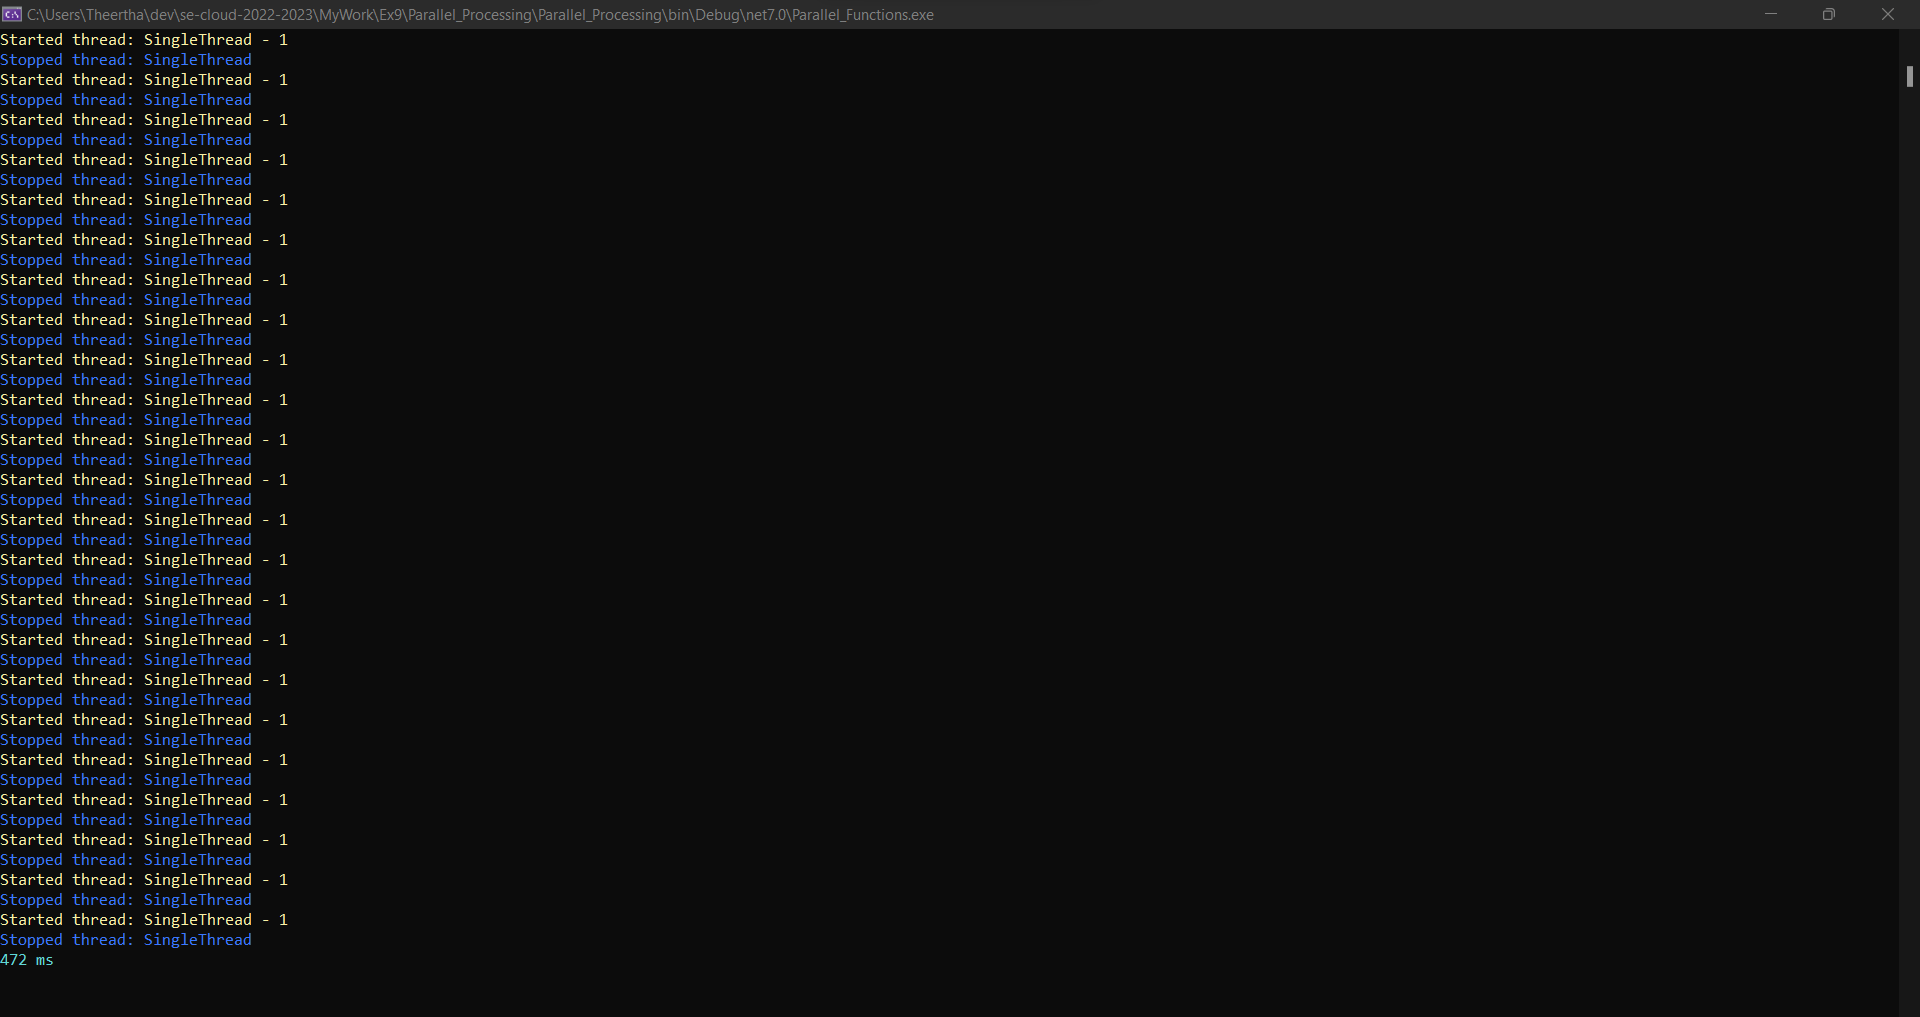 C:\Users\Theertha\dev\se-cloud-2022-2023\MyWork\Ex9\Parallel_Processing\Parallel_Processing\bin\Debug\net7.0\Parallel_Functions.exe
Started thread: SingleThread - 1
Stopped thread: SingleThread
Started thread: SingleThread - 1
Stopped thread: SingleThread
Started thread: SingleThread - 1
Stopped thread: SingleThread
Started thread: SingleThread - 1
Stopped thread: SingleThread
Started thread: SingleThread - 1
Stopped thread: SingleThread
Started thread: SingleThread - 1
Stopped thread: SingleThread
Started thread: SingleThread - 1
Stopped thread: SingleThread
Started thread: SingleThread - 1
Stopped thread: SingleThread
Started thread: SingleThread - 1
Stopped thread: SingleThread
Started thread: SingleThread - 1
Stopped thread: SingleThread
Started thread: SingleThread - 1
Stopped thread: SingleThread
Started thread: SingleThread - 1
Stopped thread: SingleThread
Started thread: SingleThread - 1
Stopped thread: SingleThread
Started thread: SingleThread - 1
Stopped thread: SingleThread
Started thread: SingleThread - 1
Stopped thread: SingleThread
Started thread: SingleThread - 1
Stopped thread: SingleThread
Started thread: SingleThread - 1
Stopped thread: SingleThread
Started thread: SingleThread - 1
Stopped thread: SingleThread
Started thread: SingleThread - 1
Stopped thread: SingleThread
Started thread: SingleThread - 1
Stopped thread: SingleThread
Started thread: SingleThread - 1
Stopped thread: SingleThread
Started thread: SingleThread - 1
Stopped thread: SingleThread
Started thread: SingleThread - 1
Stopped thread: SingleThread
472 ms